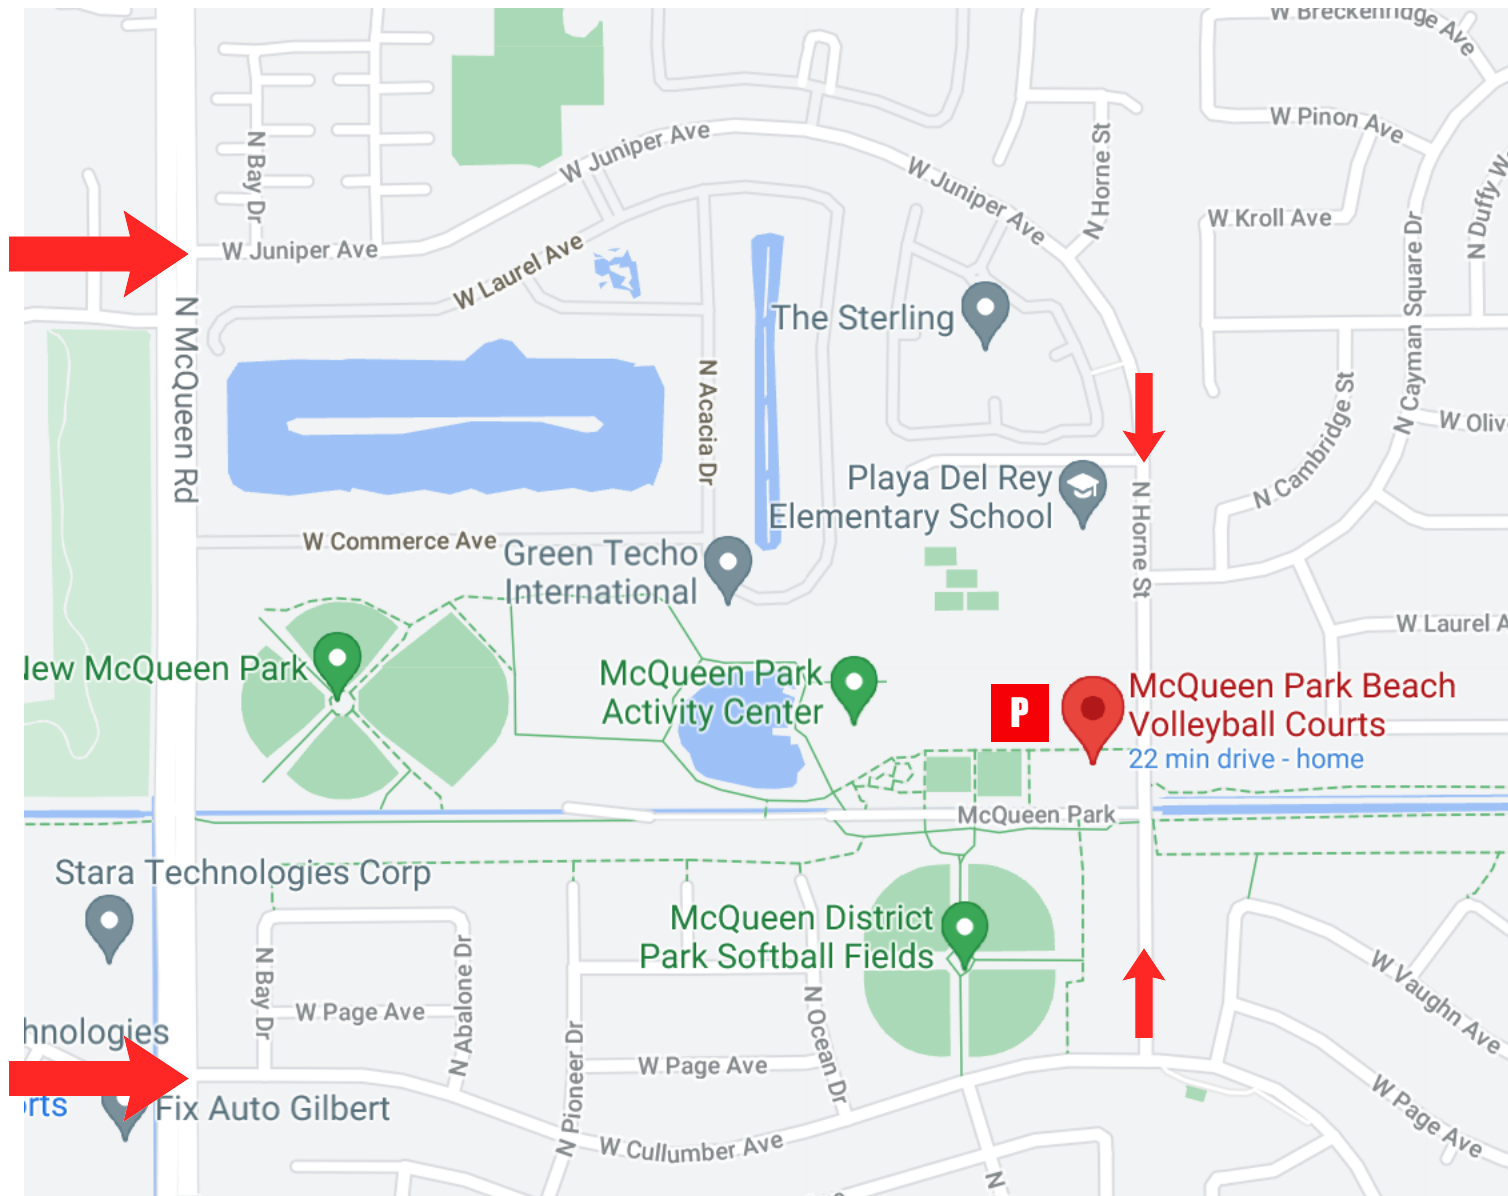 W Breckenridge Ave
W Pinon Ave
N Bay Dr
W Juniper Ave
W Juniper Ave
N Horne St
W Kroll Ave
N Duffy W
W Juniper Ave
W Laurel Ave
N Cayman Square Dr
The Sterling
N McQueen Rd
N Acacia Dr
N Cambridge St
W Oliv
Playa Del Rey
Elementary School
N Horne St
W Commerce Ave
Green Techo
International
W Laurel A
New McQueen Park
McQueen Park
Activity Center
P
McQueen Park Beach
Volleyball Courts
22 min drive - home
McQueen Park
Stara Technologies Corp
McQueen District
Park Softball Fields
N Bay Dr
W Page Ave
N Abalone Dr
N Pioneer Dr
N Ocean Dr
W Vaughn Ave
hnologies
W Page Ave
orts
Fix Auto Gilbert
W Cullumber Ave
W Page Ave
N